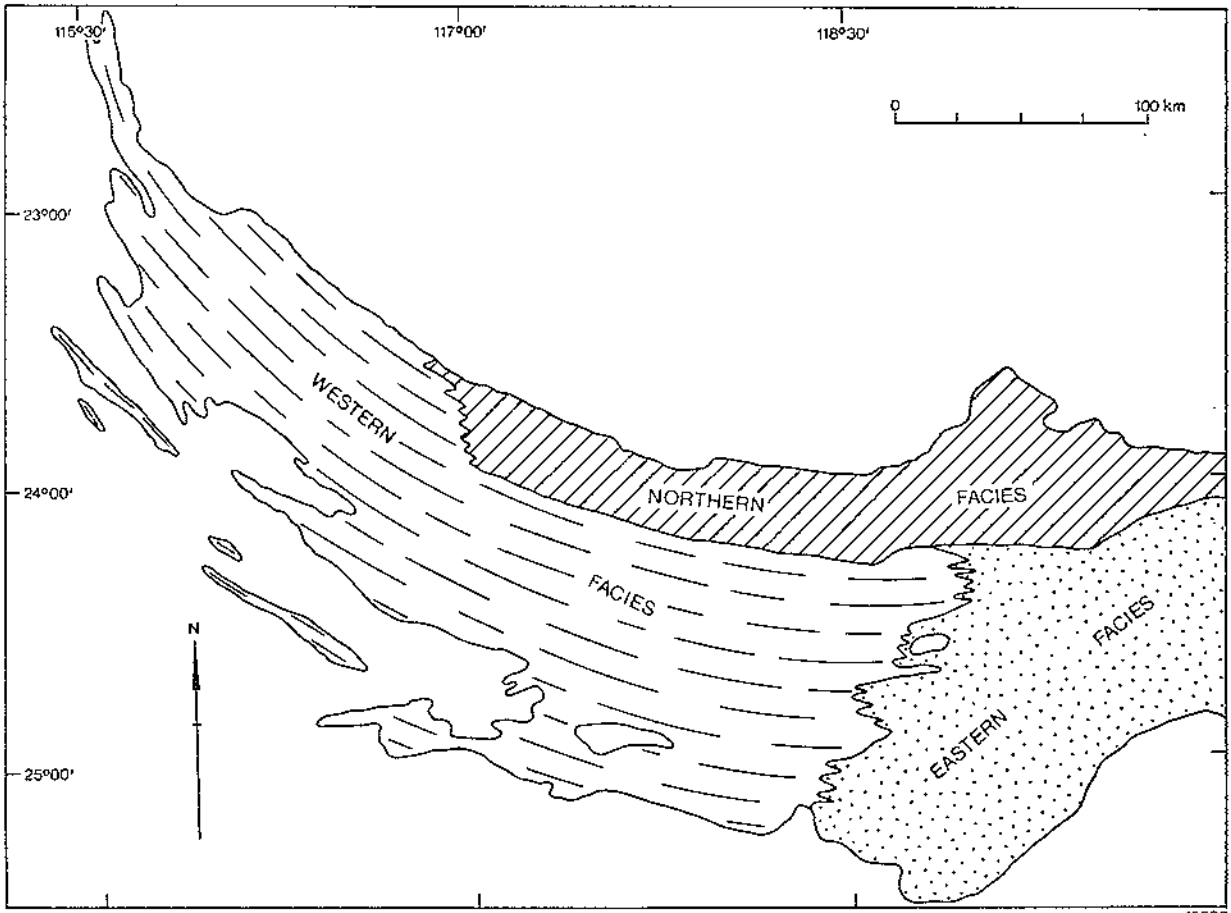 115°30'
117°00'
118°30'
0
100 km
23°00'
WESTERN
24°00'
NORTHERN
FACIES
FACIES
FACIES
N
EASTERN
25°00'